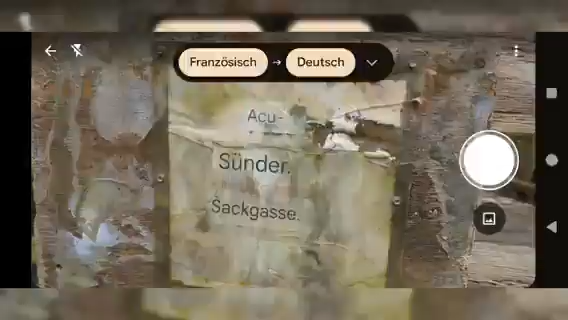 Französisch → Deutsch
Acu-
Sünder.
Sackgasse.